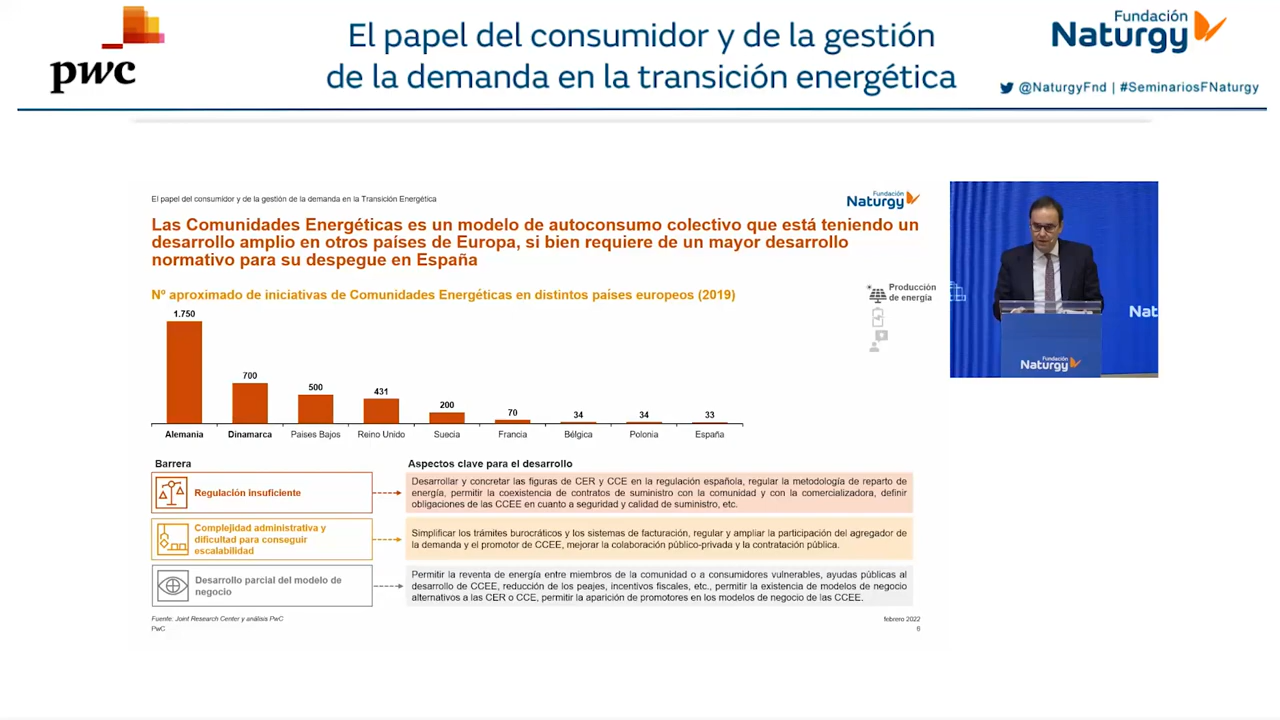 pwc
El papel del consumidor y de la gestión
de la demanda en la transición energética
Fundación
Naturgy
@NaturgyFnd | #SeminariosFNaturgy
El papel del consumidor y de la gestión de la demanda en la Transición Energética
Fundación
Naturgy
Las Comunidades Energéticas es un modelo de autoconsumo colectivo que está teniendo un
desarrollo amplio en otros países de Europa, si bien requiere de un mayor desarrollo
normativo para su despegue en España
Nº aproximado de iniciativas de Comunidades Energéticas en distintos países europeos (2019)
Producción
de energía
1.750
700
500
431
200
70
34
34
33
Alemania
Dinamarca
Paises Bajos
Reino Unido
Suecia
Francia
Bélgica
Polonia
España
Nat
Fundación
Naturgy
Barrera
Aspectos clave para el desarrollo
Regulación insuficiente
Desarrollar y concretar las figuras de CER y CCE en la regulación española, regular la metodología de reparto de
energía, permitir la coexistencia de contratos de suministro con la comunidad y con la comercializadora, definir
obligaciones de las CCEE en cuanto a seguridad y calidad de suministro, etc.
Complejidad administrativa y
dificultad para conseguir
escalabilidad
Simplificar los trámites burocráticos y los sistemas de facturación, regular y ampliar la participación del agregador de
la demanda y el promotor de CCEE, mejorar la colaboración público-privada y la contratación pública.
Desarrollo parcial del modelo de
negocio
Permitir la reventa de energía entre miembros de la comunidad o a consumidores vulnerables, ayudas públicas al
desarrollo de CCEE, reducción de los peajes, incentivos fiscales, etc., permitir la existencia de modelos de negocio
alternativos a las CER o CCE, permitir la aparición de promotores en los modelos de negocio de las CCEE.
Fuente: Joint Research Center y análisis PwC
PwC
febrero 2022
6